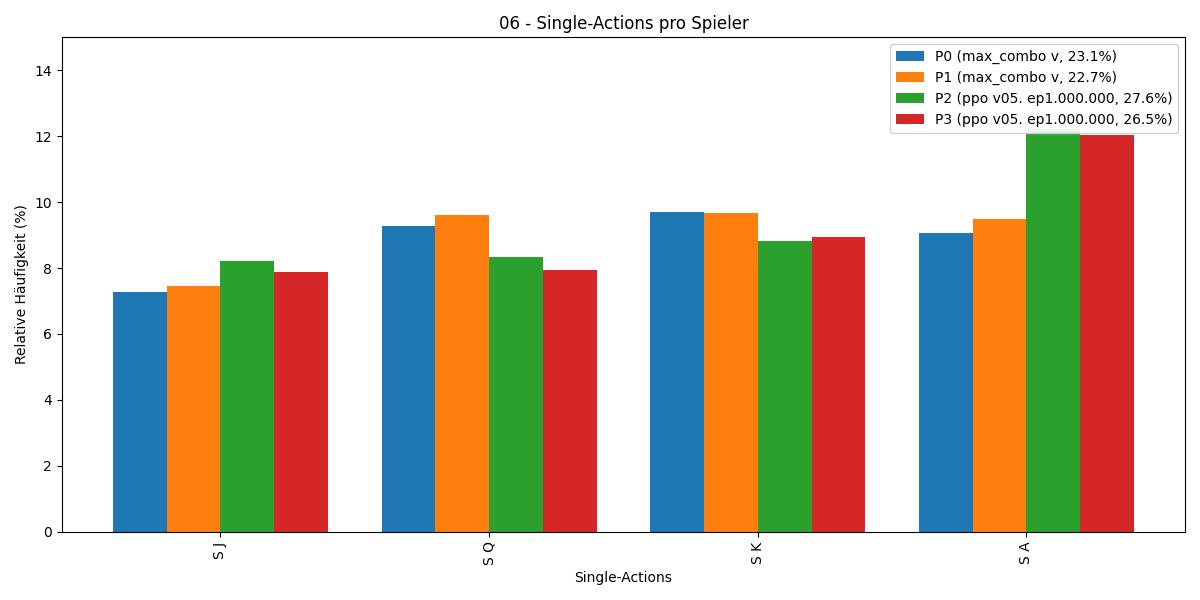 06 - Single-Actions pro Spieler
P0 (max_combo v, 23.1%)
P1 (max_combo v, 22.7%)
P2 (ppo v05. ep1.000.000, 27.6%)
P3 (ppo v05. ep1.000.000, 26.5%)
Relative Häufigkeit (%)
14
12
10
8
6
4
2
0
S J
S Q
S K
S A
Single-Actions